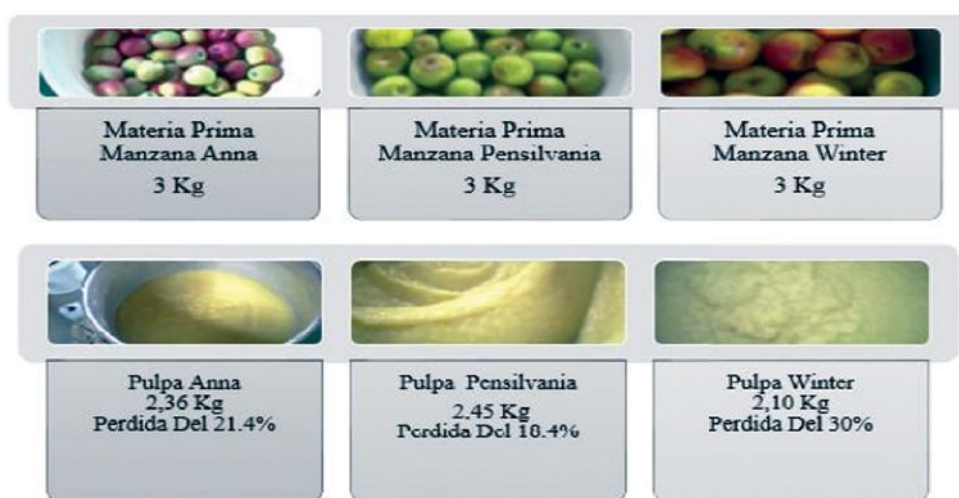 Materia Prima
Manzana Anna
3 Kg
Materia Prima
Manzana Pensilvania
3 Kg
Materia Prima
Manzana Winter
3 Kg
Pulpa Anna
2,36 Kg
Perdida Del 21.4%
Pulpa Pensilvania
2.45 Kg
Perdida Del 18.4%
Pulpa Winter
2,10 Kg
Perdida Del 30%